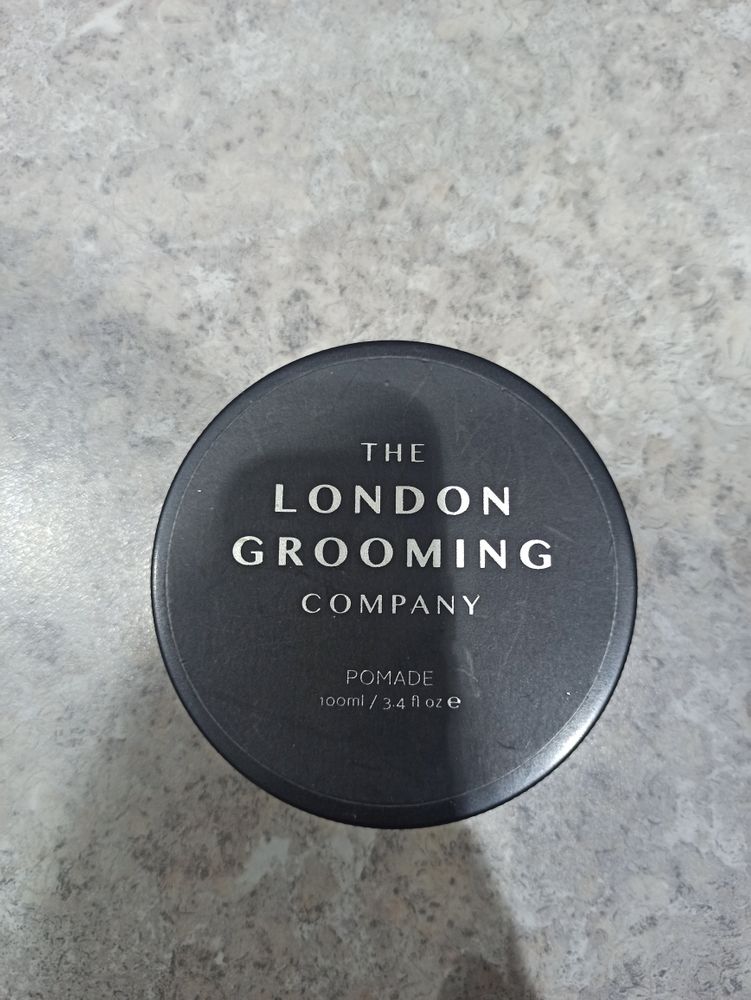 THE
LONDON
GROOMING
COMPANY
POMADE
100ml / 3.4 fl oz ℮